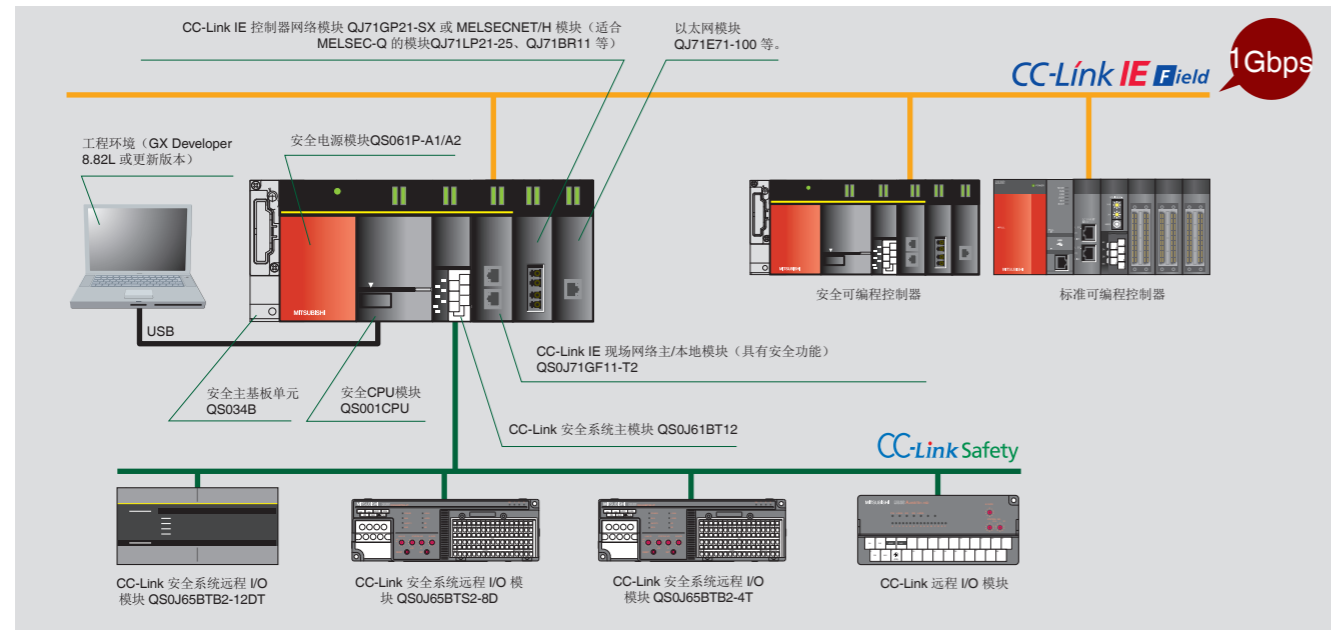 CC-Link IE 控制器网络模块 QJ71GP21-SX 或 MELSECNET/H 模块（适合
MELSEC-Q 的模块QJ71LP21-25、QJ71BR11 等）
以太网模块
QJ71E71-100 等。
CC-Link IE Field
1Gbps
工程环境（GX Developer
8.82L 或更新版本）
安全电源模块QS061P-A1/A2
MITSUBISHI
USB
安全可编程控制器
标准可编程控制器
CC-Link IE 现场网络主/本地模块（具有安全功能）
QS0J71GF11-T2
安全主基板单元
QS034B
安全CPU模块
QS001CPU
CC-Link 安全系统主模块 QS0J61BT12
CC-Link Safety
CC-Link 安全系统远程 I/O
模块 QS0J65BTB2-12DT
CC-Link 安全系统远程 I/O 模
块 QS0J65BTS2-8D
CC-Link 安全系统远程 I/O
模块 QS0J65BTB2-4T
CC-Link 远程 I/O 模块